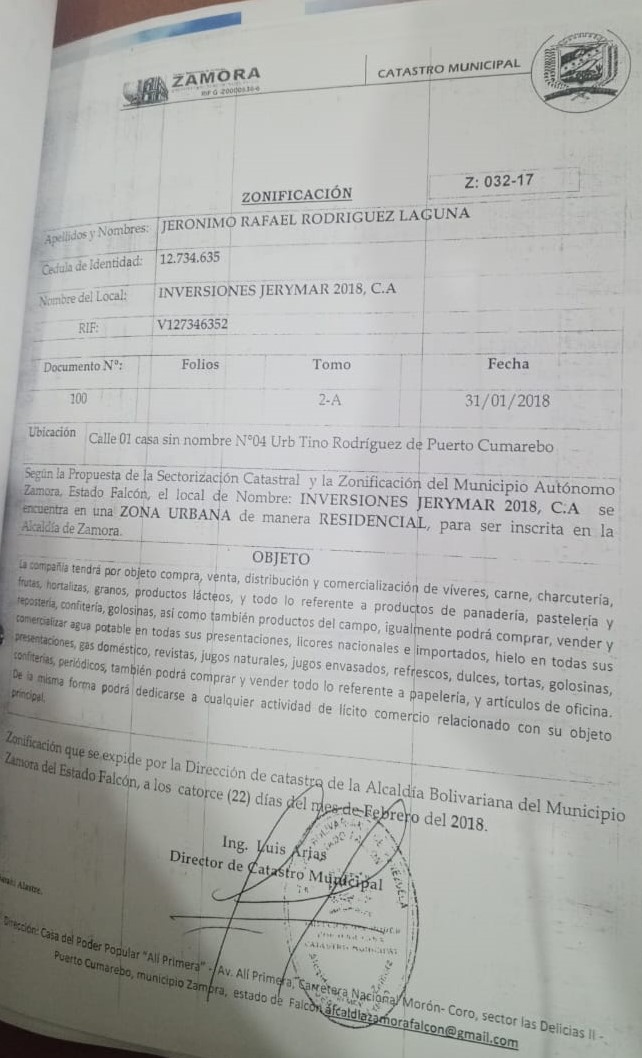 ZAMORA
CATASTRO MUNICIPAL
Z: 032-17
ZONIFICACIÓN
Apellidos y Nombres: JERONIMO RAFAEL RODRIGUEZ LAGUNA
Cedula de Identidad: 12.734.635
Nombre del Local: INVERSIONES JERYMAR 2018, C.A
RIF: V127346352
Documento Nº: Folios Tomo Fecha
100 2-A 31/01/2018
Ubicación Calle 01 casa sin nombre N°04 Urb Tino Rodríguez de Puerto Cumarebo
Según la Propuesta de la Sectorización Catastral y la Zonificación del Municipio Autónomo
Zamora, Estado Falcón, el local de Nombre: INVERSIONES JERYMAR 2018, C.A se
encuentra en una ZONA URBANA de manera RESIDENCIAL, para ser inscrita en la
Alcaldía de Zamora.
OBJETO
La compañía tendrá por objeto compra, venta, distribución y comercialización de víveres, carne, charcutería,
frutas, hortalizas, granos, productos lácteos, y todo lo referente a productos de panadería, pastelería y
repostería, confitería, golosinas, así como también productos del campo, igualmente podrá comprar, vender y
comercializar agua potable en todas sus presentaciones, licores nacionales e importados, hielo en todas sus
presentaciones, gas doméstico, revistas, jugos naturales, jugos envasados, refrescos, dulces, tortas, golosinas,
confiterías, periódicos, también podrá comprar y vender todo lo referente a papelería, y artículos de oficina.
De la misma forma podrá dedicarse a cualquier actividad de lícito comercio relacionado con su objeto
principal.
Zonificación que se expide por la Dirección de catastro de la Alcaldía Bolivariana del Municipio
Zamora del Estado Falcón, a los catorce (22) días del mes de Febrero del 2018.
Ing. Luis Arias
Director de Catastro Municipal
Dirección: Casa del Poder Popular "Alí Primera" - Av. Alí Primera, Carretera Nacional Morón- Coro, sector las Delicias II -
Puerto Cumarebo, municipio Zamora, estado de Falcón alcaldiazamorafalcon@gmail.com